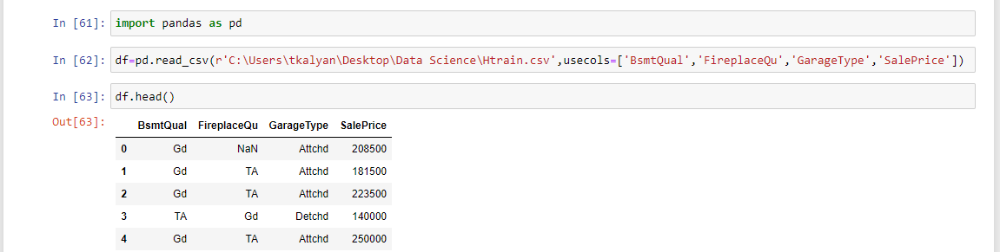 In [61]: import pandas as pd
In [62]: df=pd.read_csv(r'C:\Users\tkalyan\Desktop\Data Science\Htrain.csv',usecols=['BsmtQual','FireplaceQu','GarageType','SalePrice'])
In [63]: df.head()
Out[63]:
BsmtQual FireplaceQu GarageType SalePrice
0 Gd NaN Attchd 208500
1 Gd TA Attchd 181500
2 Gd TA Attchd 223500
3 TA Gd Detchd 140000
4 Gd TA Attchd 250000